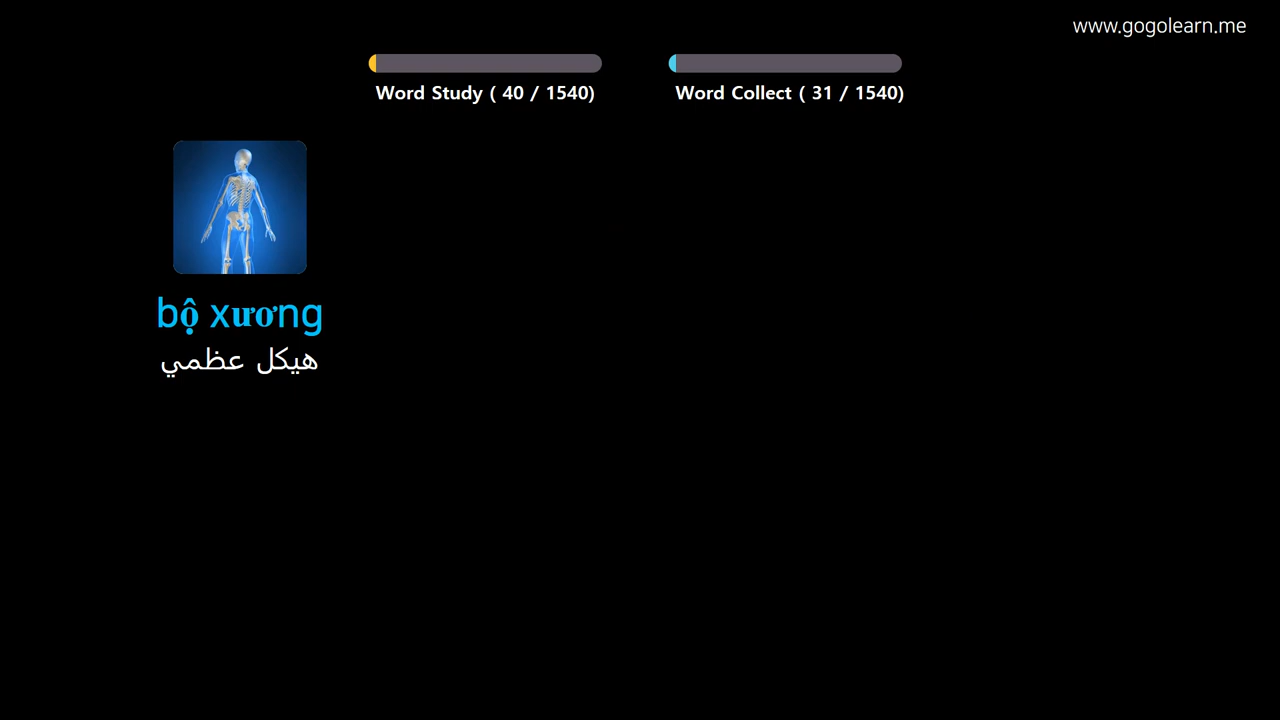 www.gogolearn.me
Word Study ( 40 / 1540)
Word Collect ( 31 / 1540)
bộ xương
هيكل عظمي